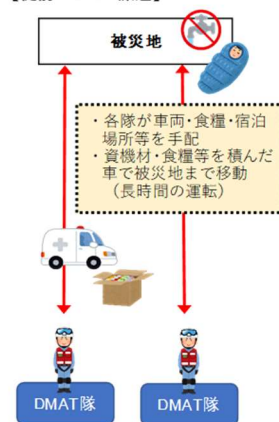 被災地
・各隊が車両・食糧・宿泊
場所等を手配
・資機材・食糧等を積んだ
車で被災地まで移動
（長時間の運転）
DMAT隊
DMAT隊